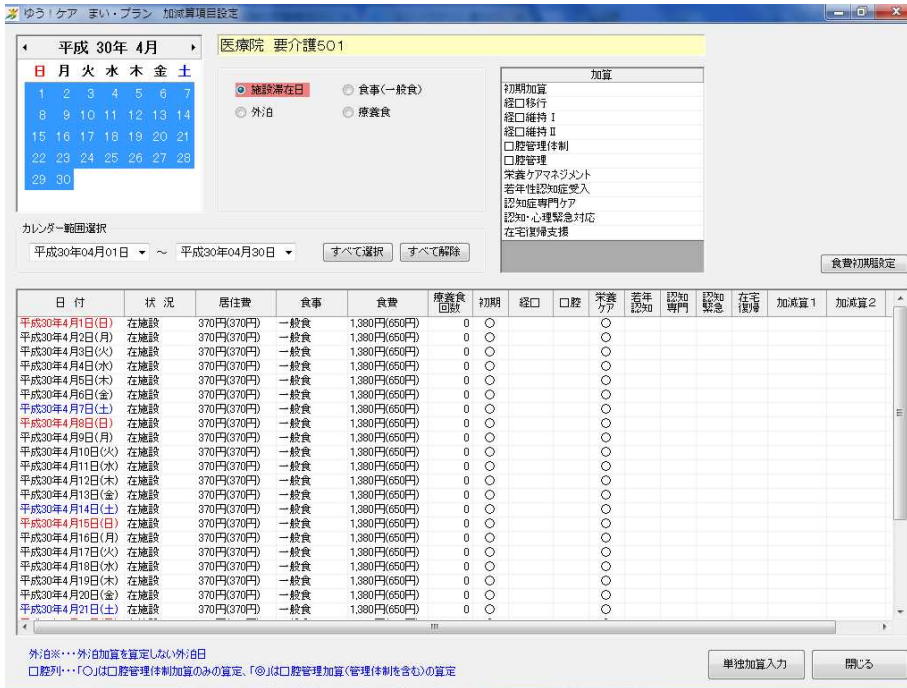 ゆう！ケア まい・プラン 加減算項目設定
平成 30年 4月
医療院 要介護501
日 月 火 水 木 金 土
1 2 3 4 5 6 7
8 9 10 11 12 13 14
15 16 17 18 19 20 21
22 23 24 25 26 27 28
29 30
施設滞在日 食事(一般食)
外泊 療養食
加算
初期加算
経口移行
経口維持Ⅰ
経口維持Ⅱ
口腔管理体制
口腔管理
栄養ケアマネジメント
若年性認知症受入
認知症専門ケア
認知・心理緊急対応
在宅復帰支援
カレンダー範囲選択
平成30年04月01日 ～ 平成30年04月30日 すべて選択 すべて解除
食費初期設定
日 付 状 況 居住費 食事 食費 療養食回数 初期 経口 口腔 栄養ケア 若年認知 認知専門 認知緊急 在宅復帰 加減算1 加減算2
平成30年4月1日(日) 在施設 370円(370円) 一般食 1,380円(650円) 0 ○ ○
平成30年4月2日(月) 在施設 370円(370円) 一般食 1,380円(650円) 0 ○ ○
平成30年4月3日(火) 在施設 370円(370円) 一般食 1,380円(650円) 0 ○ ○
平成30年4月4日(水) 在施設 370円(370円) 一般食 1,380円(650円) 0 ○ ○
平成30年4月5日(木) 在施設 370円(370円) 一般食 1,380円(650円) 0 ○ ○
平成30年4月6日(金) 在施設 370円(370円) 一般食 1,380円(650円) 0 ○ ○
平成30年4月7日(土) 在施設 370円(370円) 一般食 1,380円(650円) 0 ○ ○
平成30年4月8日(日) 在施設 370円(370円) 一般食 1,380円(650円) 0 ○ ○
平成30年4月9日(月) 在施設 370円(370円) 一般食 1,380円(650円) 0 ○ ○
平成30年4月10日(火) 在施設 370円(370円) 一般食 1,380円(650円) 0 ○ ○
平成30年4月11日(水) 在施設 370円(370円) 一般食 1,380円(650円) 0 ○ ○
平成30年4月12日(木) 在施設 370円(370円) 一般食 1,380円(650円) 0 ○ ○
平成30年4月13日(金) 在施設 370円(370円) 一般食 1,380円(650円) 0 ○ ○
平成30年4月14日(土) 在施設 370円(370円) 一般食 1,380円(650円) 0 ○ ○
平成30年4月15日(日) 在施設 370円(370円) 一般食 1,380円(650円) 0 ○ ○
平成30年4月16日(月) 在施設 370円(370円) 一般食 1,380円(650円) 0 ○ ○
平成30年4月17日(火) 在施設 370円(370円) 一般食 1,380円(650円) 0 ○ ○
平成30年4月18日(水) 在施設 370円(370円) 一般食 1,380円(650円) 0 ○ ○
平成30年4月19日(木) 在施設 370円(370円) 一般食 1,380円(650円) 0 ○ ○
平成30年4月20日(金) 在施設 370円(370円) 一般食 1,380円(650円) 0 ○ ○
平成30年4月21日(土) 在施設 370円(370円) 一般食 1,380円(650円) 0 ○ ○
外泊※・・・外泊加算を算定しない外泊日
口腔列・・・「○」は口腔管理体制加算のみの算定、「◎」は口腔管理加算(管理体制を含む)の算定
単独加算入力 閉じる